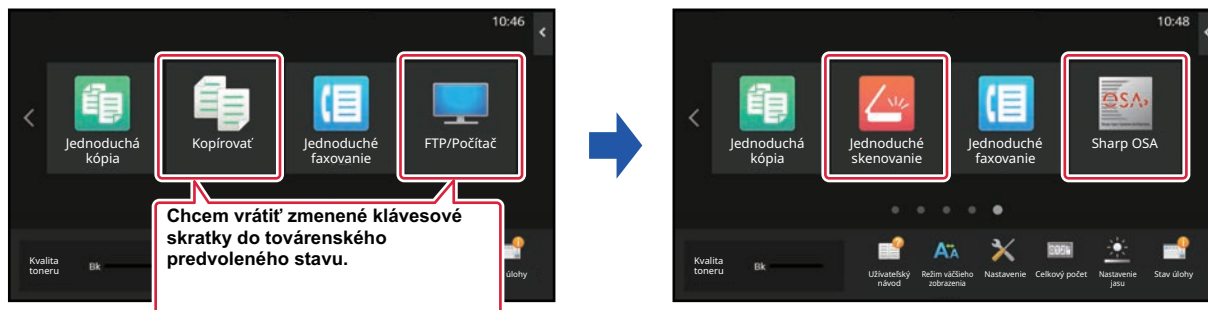 10:46
Jednoduchá
kópia
Kopírovať
Jednoduché
faxovanie
FTP/Počítač
Chcem vrátiť zmenené klávesové
skratky do továrenského
predvoleného stavu.
Kvalita
toneru
Bk
úlohy
10:48
Jednoduchá
kópia
Jednoduché
skenovanie
Jednoduché
faxovanie
OSA
Sharp OSA
Kvalita
toneru
Bk
Užívateľský
návod
Režim väčšieho
zobrazenia
Nastavenie
Celkový počet
Nastavenie
jasu
Stav úlohy